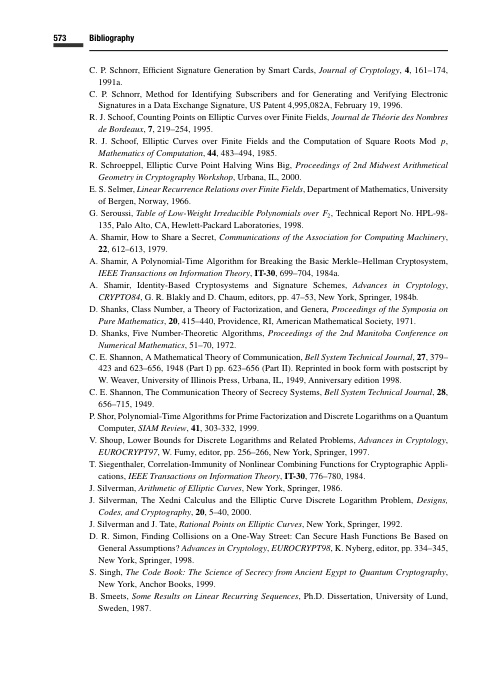 573 Bibliography
C. P. Schnorr, Efficient Signature Generation by Smart Cards, Journal of Cryptology, 4, 161–174,
1991a.
C. P. Schnorr, Method for Identifying Subscribers and for Generating and Verifying Electronic
Signatures in a Data Exchange Signature, US Patent 4,995,082A, February 19, 1996.
R. J. Schoof, Counting Points on Elliptic Curves over Finite Fields, Journal de Théorie des Nombres
de Bordeaux, 7, 219–254, 1995.
R. J. Schoof, Elliptic Curves over Finite Fields and the Computation of Square Roots Mod p,
Mathematics of Computation, 44, 483–494, 1985.
R. Schroeppel, Elliptic Curve Point Halving Wins Big, Proceedings of 2nd Midwest Arithmetical
Geometry in Cryptography Workshop, Urbana, IL, 2000.
E. S. Selmer, Linear Recurrence Relations over Finite Fields, Department of Mathematics, University
of Bergen, Norway, 1966.
G. Seroussi, Table of Low-Weight Irreducible Polynomials over F2, Technical Report No. HPL-98-
135, Palo Alto, CA, Hewlett-Packard Laboratories, 1998.
A. Shamir, How to Share a Secret, Communications of the Association for Computing Machinery,
22, 612–613, 1979.
A. Shamir, A Polynomial-Time Algorithm for Breaking the Basic Merkle–Hellman Cryptosystem,
IEEE Transactions on Information Theory, IT-30, 699–704, 1984a.
A. Shamir, Identity-Based Cryptosystems and Signature Schemes, Advances in Cryptology,
CRYPTO84, G. R. Blakly and D. Chaum, editors, pp. 47–53, New York, Springer, 1984b.
D. Shanks, Class Number, a Theory of Factorization, and Genera, Proceedings of the Symposia on
Pure Mathematics, 20, 415–440, Providence, RI, American Mathematical Society, 1971.
D. Shanks, Five Number-Theoretic Algorithms, Proceedings of the 2nd Manitoba Conference on
Numerical Mathematics, 51–70, 1972.
C. E. Shannon, A Mathematical Theory of Communication, Bell System Technical Journal, 27, 379–
423 and 623–656, 1948 (Part I) pp. 623–656 (Part II). Reprinted in book form with postscript by
W. Weaver, University of Illinois Press, Urbana, IL, 1949, Anniversary edition 1998.
C. E. Shannon, The Communication Theory of Secrecy Systems, Bell System Technical Journal, 28,
656–715, 1949.
P. Shor, Polynomial-Time Algorithms for Prime Factorization and Discrete Logarithms on a Quantum
Computer, SIAM Review, 41, 303-332, 1999.
V. Shoup, Lower Bounds for Discrete Logarithms and Related Problems, Advances in Cryptology,
EUROCRYPT97, W. Fumy, editor, pp. 256–266, New York, Springer, 1997.
T. Siegenthaler, Correlation-Immunity of Nonlinear Combining Functions for Cryptographic Appli-
cations, IEEE Transactions on Information Theory, IT-30, 776–780, 1984.
J. Silverman, Arithmetic of Elliptic Curves, New York, Springer, 1986.
J. Silverman, The Xedni Calculus and the Elliptic Curve Discrete Logarithm Problem, Designs,
Codes, and Cryptography, 20, 5–40, 2000.
J. Silverman and J. Tate, Rational Points on Elliptic Curves, New York, Springer, 1992.
D. R. Simon, Finding Collisions on a One-Way Street: Can Secure Hash Functions Be Based on
General Assumptions? Advances in Cryptology, EUROCRYPT98, K. Nyberg, editor, pp. 334–345,
New York, Springer, 1998.
S. Singh, The Code Book: The Science of Secrecy from Ancient Egypt to Quantum Cryptography,
New York, Anchor Books, 1999.
B. Smeets, Some Results on Linear Recurring Sequences, Ph.D. Dissertation, University of Lund,
Sweden, 1987.